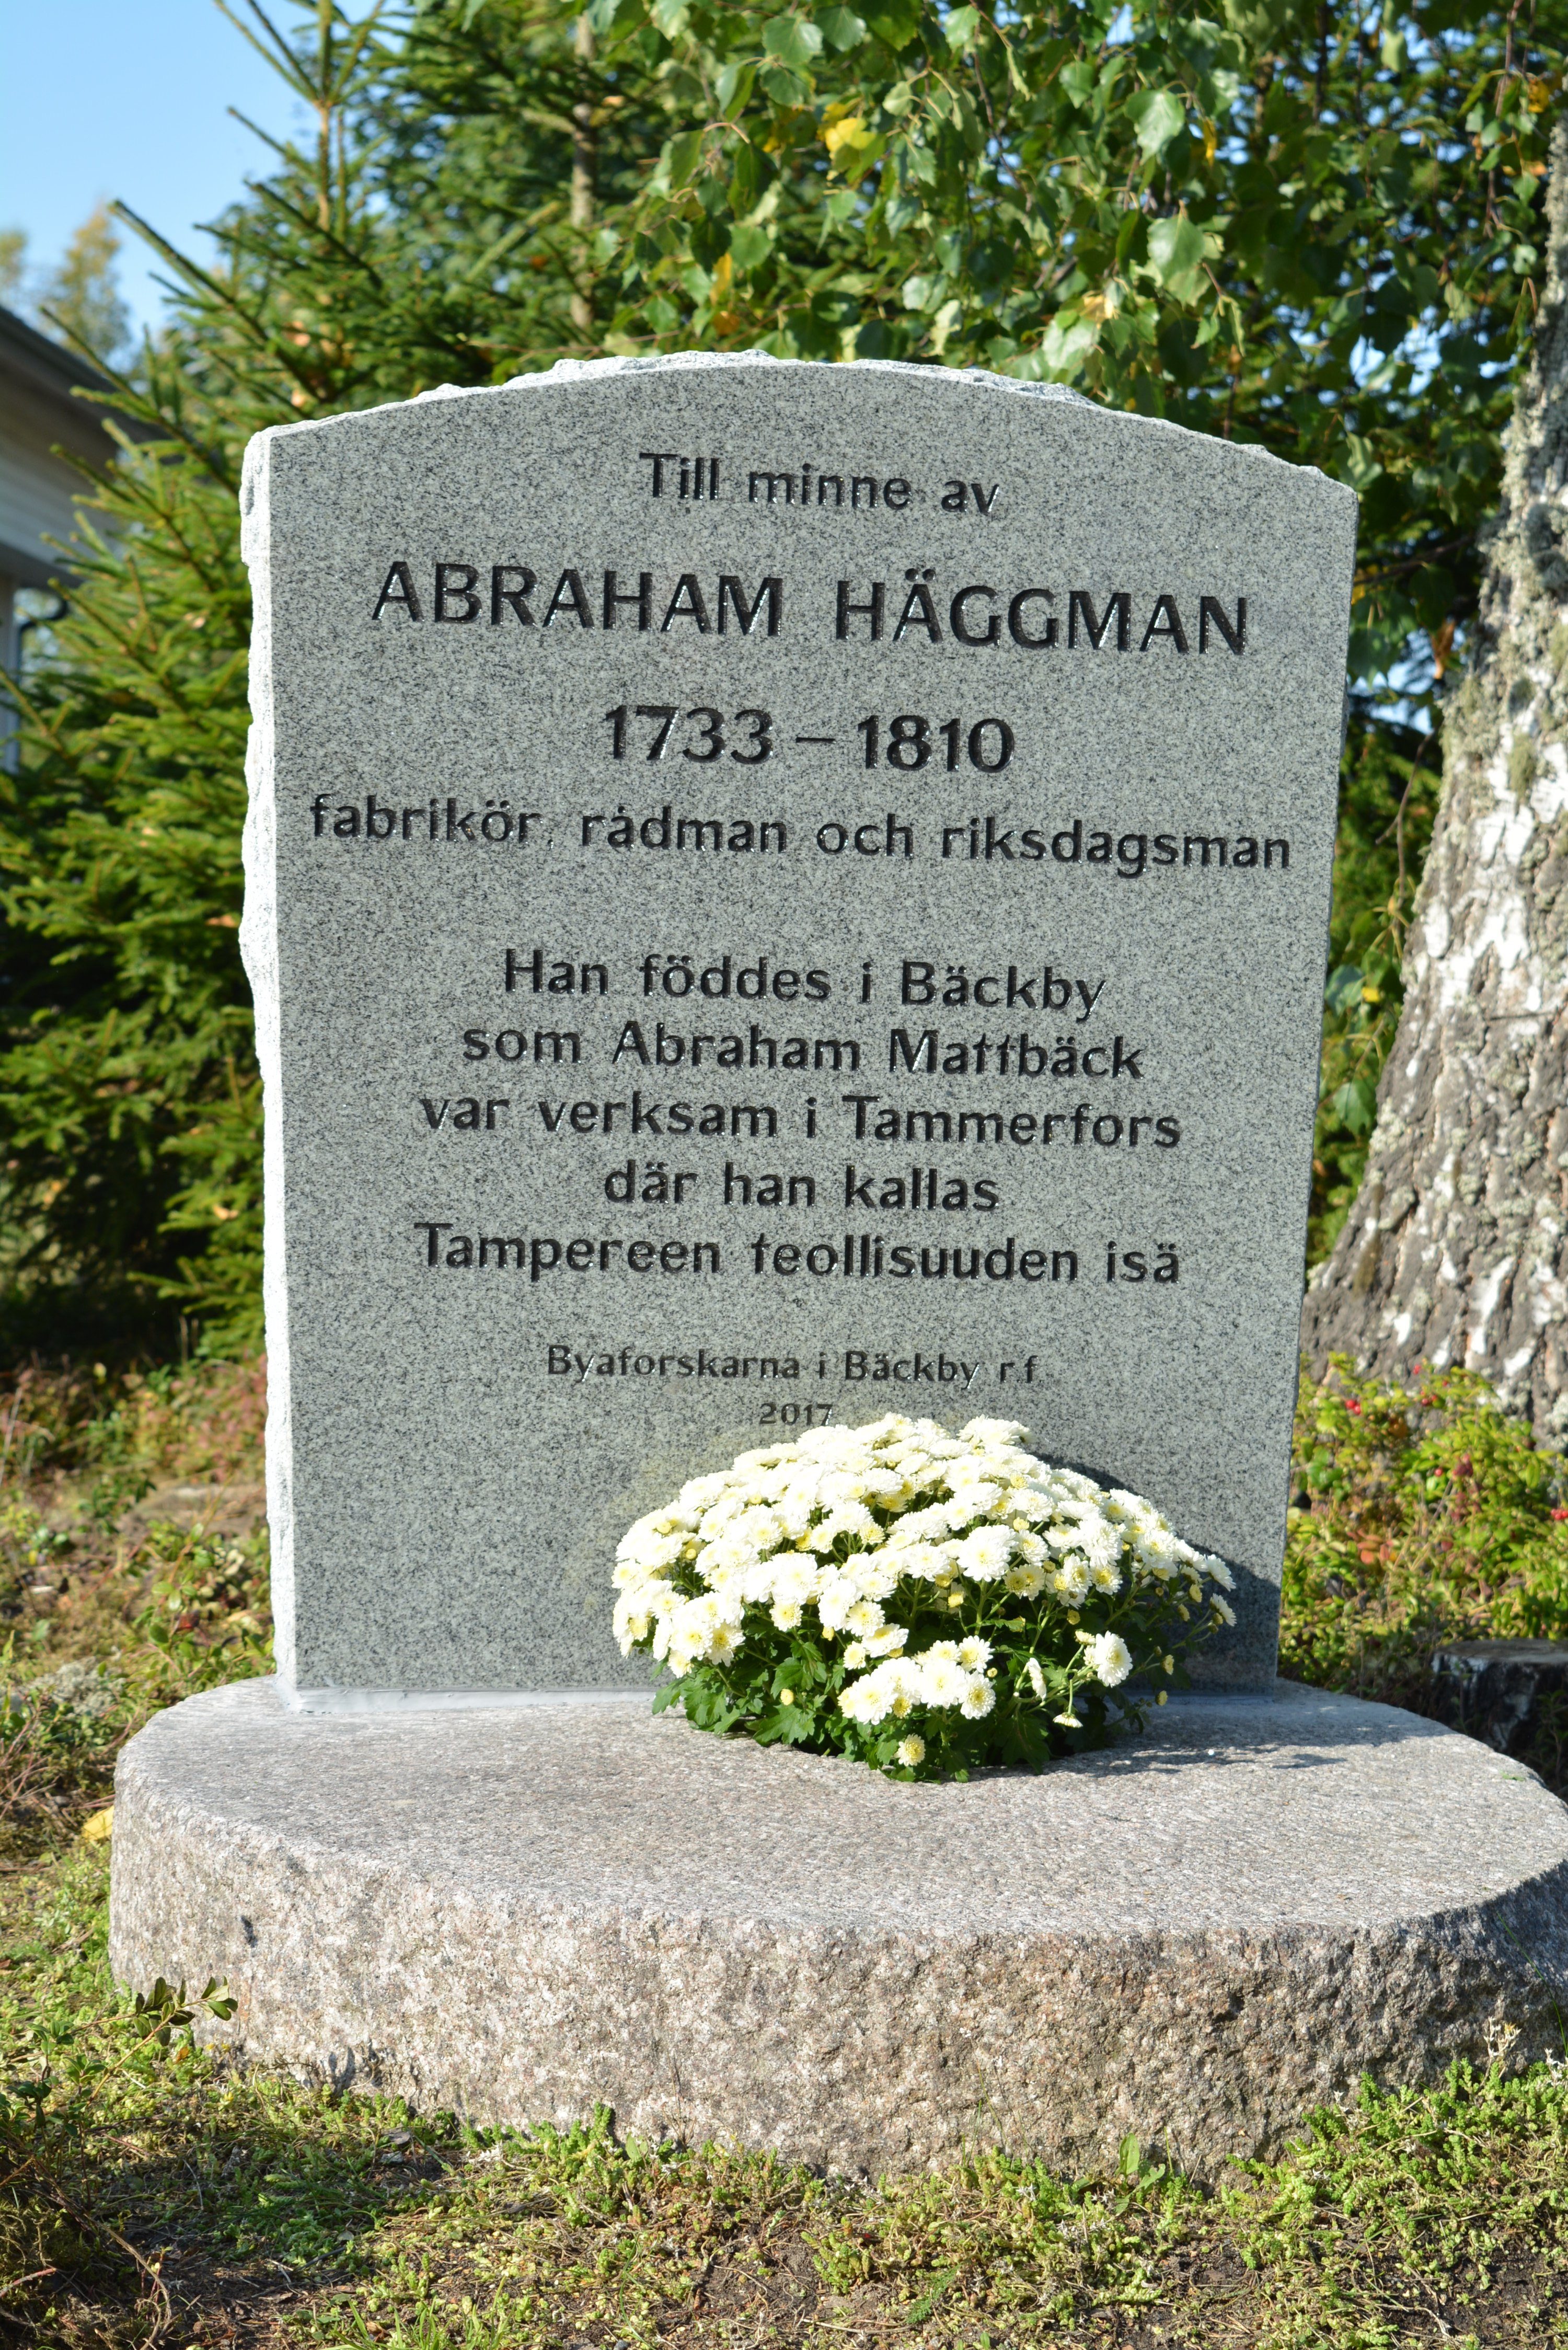 Till minne av
ABRAHAM HÄGGMAN
1733 – 1810
fabrikör, rådman och riksdagsman
Han föddes i Bäckby
som Abraham Mattbäck
var verksam i Tammerfors
där han kallas
Tampereen teollisuuden isä
Byaforskarna i Bäckby r.f
2017